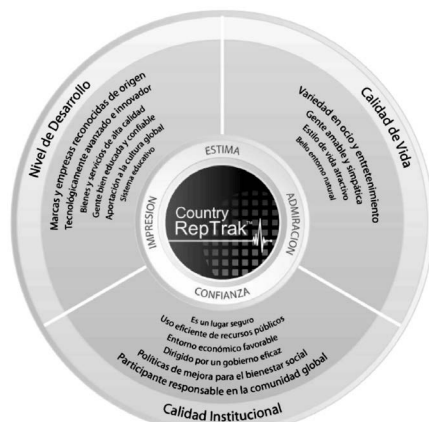 Nivel de Desarrollo
Marcas y empresas reconocidas de origen
Tecnológicamente avanzado e innovador
Bienes y servicios de alta calidad
Gente bien educada y confiable
Aportación a la cultura global
Sistema educativo
Calidad de Vida
Variedad en ocio y entretenimiento
Gente amable y simpática
Estilo de vida atractivo
Bello entorno natural
ESTIMA
IMPRESION
ADMIRACION
Country
RepTrak™
CONFIANZA
Es un lugar seguro
Uso eficiente de recursos públicos
Entorno económico favorable
Dirigido por un gobierno eficaz
Políticas de mejora para el bienestar social
Participante responsable en la comunidad global
Calidad Institucional